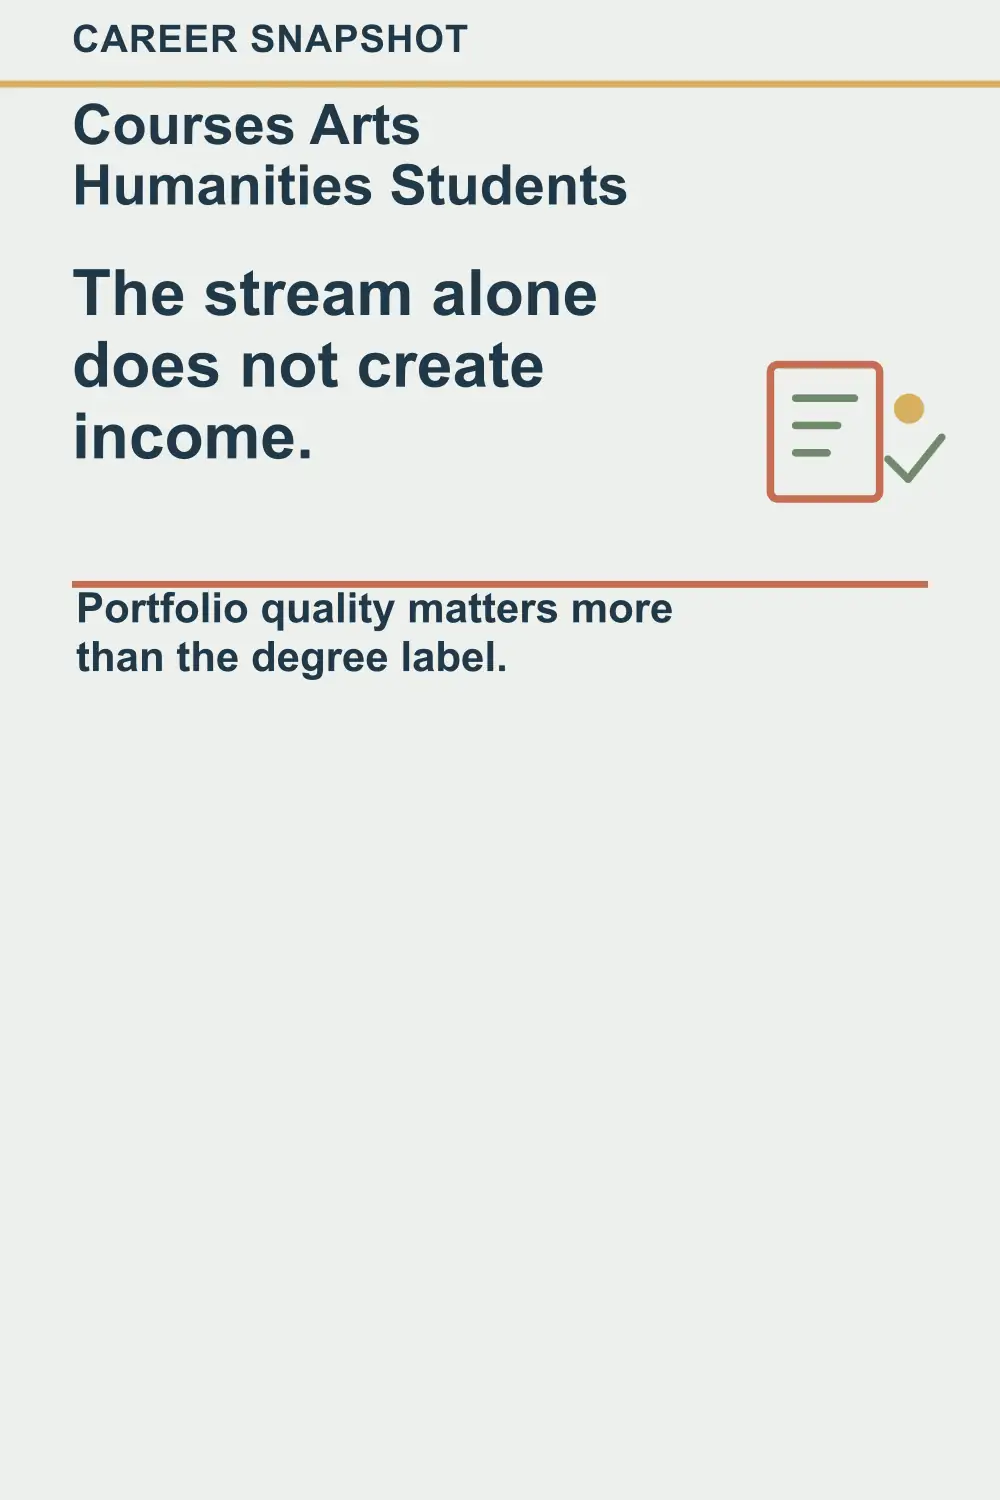 CAREER SNAPSHOT
Courses Arts
Humanities Students
The stream alone
does not create
income.
Portfolio quality matters more
than the degree label.